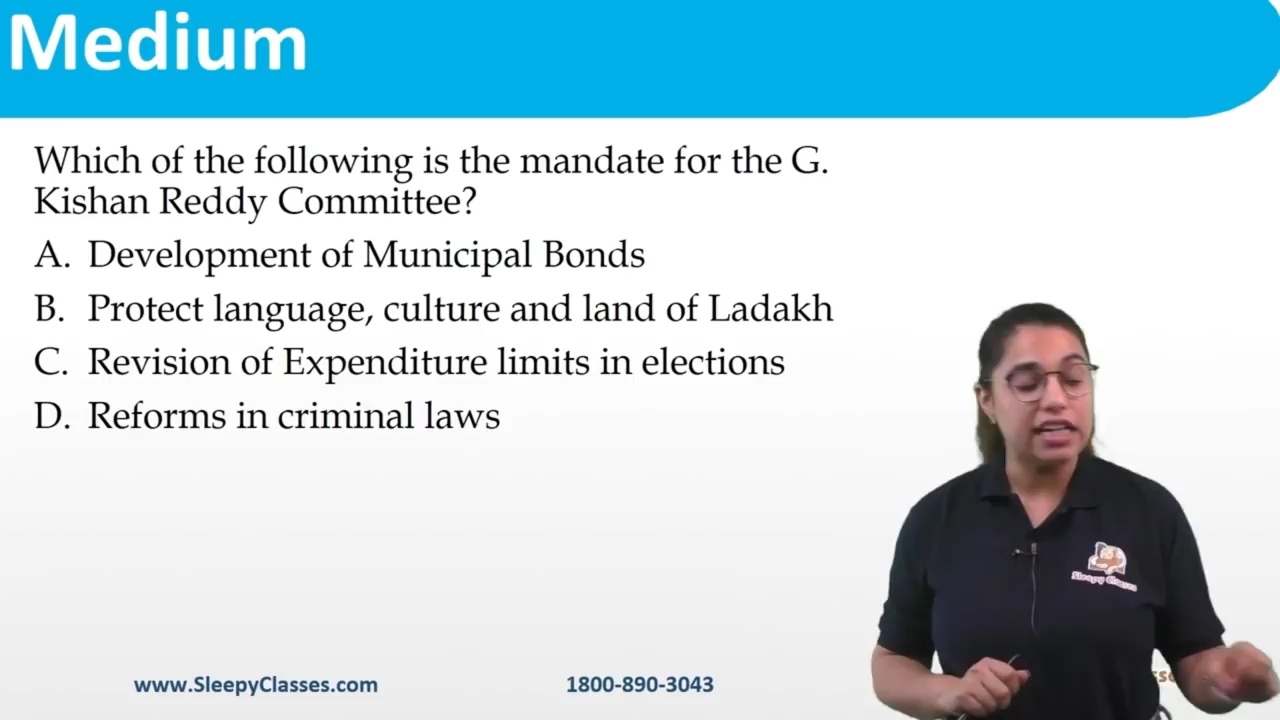 Medium
Which of the following is the mandate for the G.
Kishan Reddy Committee?
A. Development of Municipal Bonds
B. Protect language, culture and land of Ladakh
C. Revision of Expenditure limits in elections
D. Reforms in criminal laws
Sleepy Classes
www.SleepyClasses.com
1800-890-3043